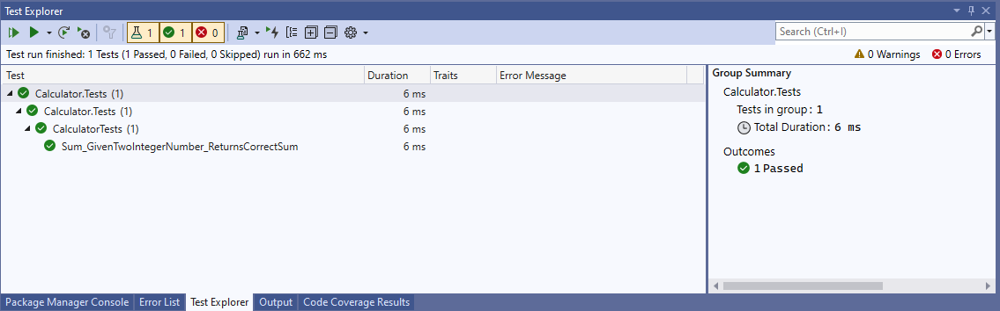 Test Explorer
1 1 0
Search (Ctrl+I)
Test run finished: 1 Tests (1 Passed, 0 Failed, 0 Skipped) run in 662 ms
0 Warnings 0 Errors
Test Duration Traits Error Message
Calculator.Tests (1) 6 ms
Calculator.Tests (1) 6 ms
CalculatorTests (1) 6 ms
Sum_GivenTwoIntegerNumber_ReturnsCorrectSum 6 ms
Group Summary
Calculator.Tests
Tests in group: 1
Total Duration: 6 ms
Outcomes
1 Passed
Package Manager Console Error List Test Explorer Output Code Coverage Results